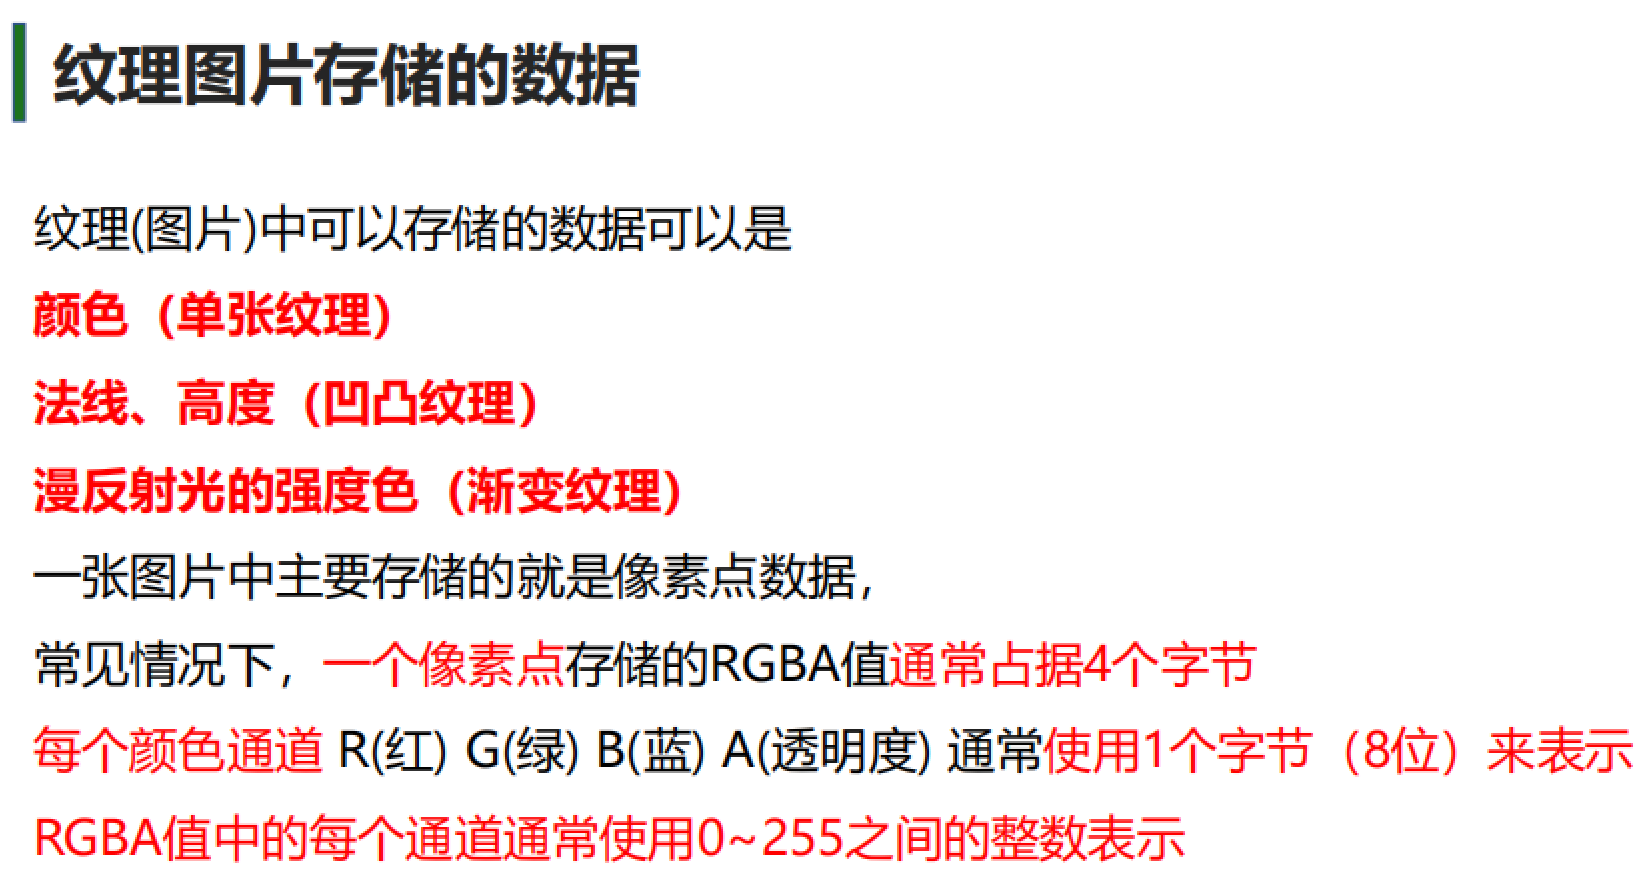 纹理图片存储的数据
纹理(图片)中可以存储的数据可以是
颜色（单张纹理）
法线、高度（凹凸纹理）
漫反射光的强度色（渐变纹理）
一张图片中主要存储的就是像素点数据，
常见情况下，一个像素点存储的RGBA值通常占据4个字节
每个颜色通道 R(红) G(绿) B(蓝) A(透明度) 通常使用1个字节（8位）来表示
RGBA值中的每个通道通常使用0~255之间的整数表示